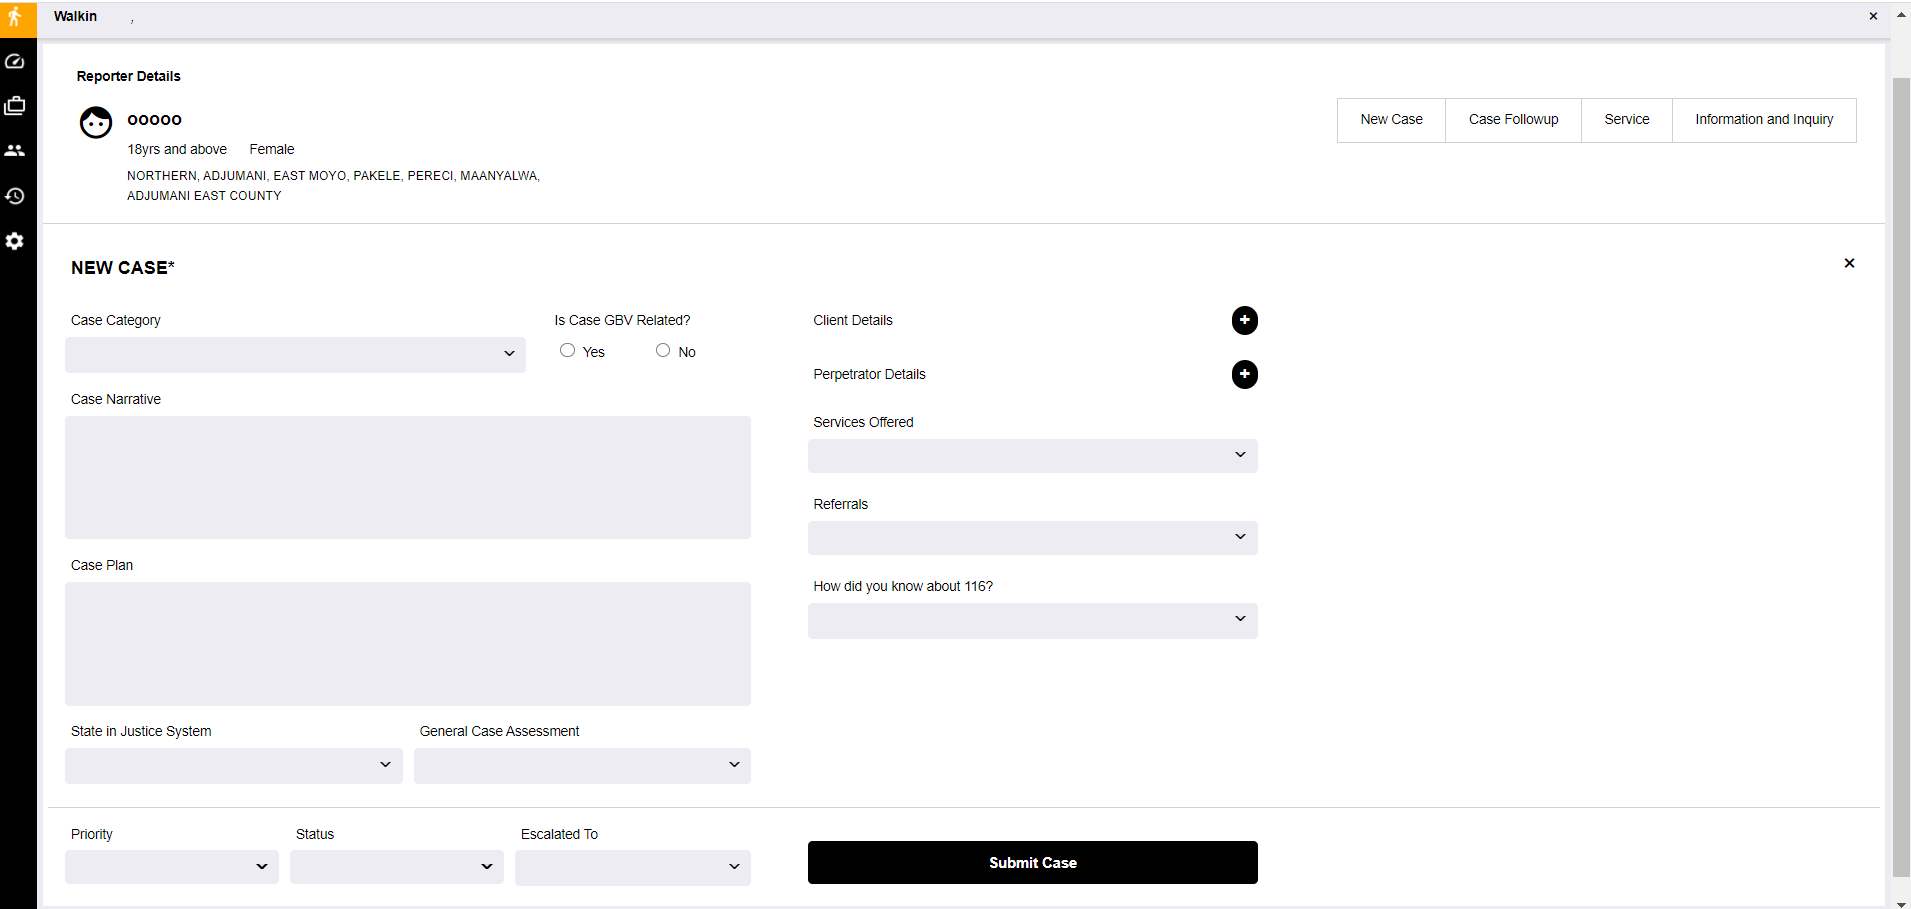 Walkin ,
Reporter Details
ooooo
18yrs and above Female
NORTHERN, ADJUMANI, EAST MOYO, PAKELE, PERECI, MAANYALWA,
ADJUMANI EAST COUNTY
New Case Case Followup Service Information and Inquiry
NEW CASE*
Case Category
Is Case GBV Related?
Yes No
Case Narrative
Case Plan
State in Justice System
General Case Assessment
Client Details
Perpetrator Details
Services Offered
Referrals
How did you know about 116?
Priority
Status
Escalated To
Submit Case